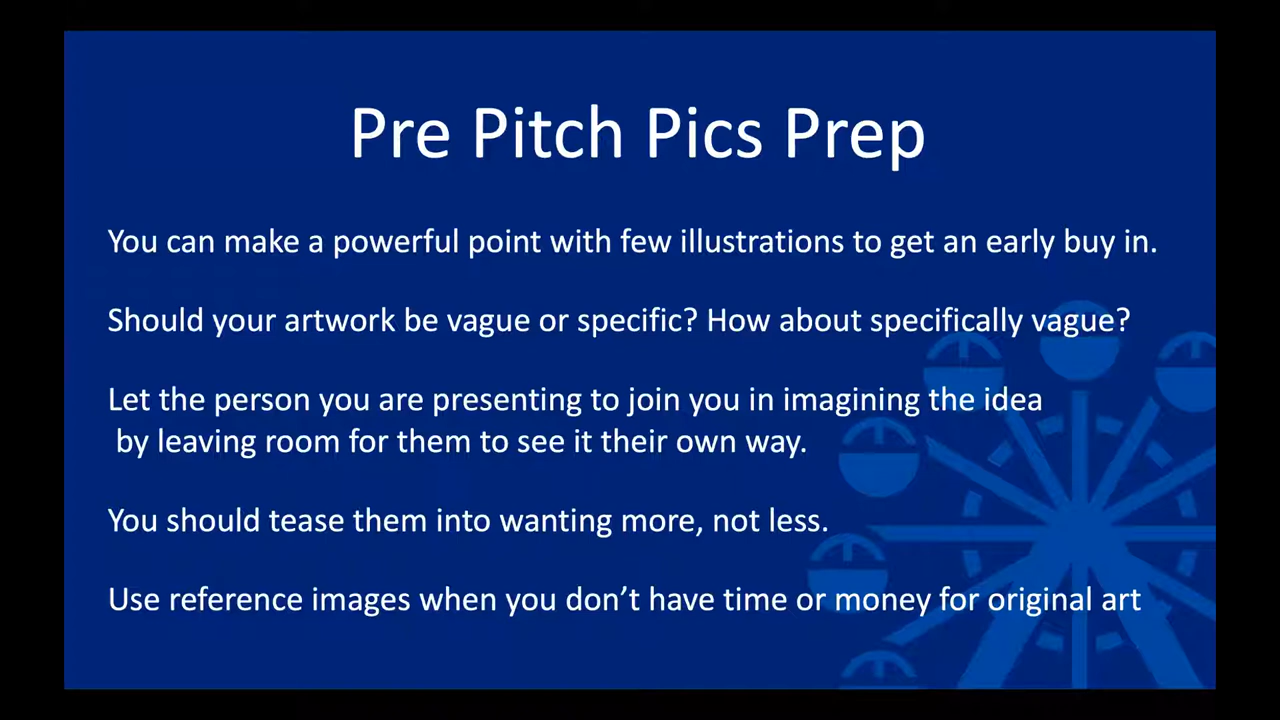 Pre Pitch Pics Prep
You can make a powerful point with few illustrations to get an early buy in.
Should your artwork be vague or specific? How about specifically vague?
Let the person you are presenting to join you in imagining the idea
by leaving room for them to see it their own way.
You should tease them into wanting more, not less.
Use reference images when you don’t have time or money for original art